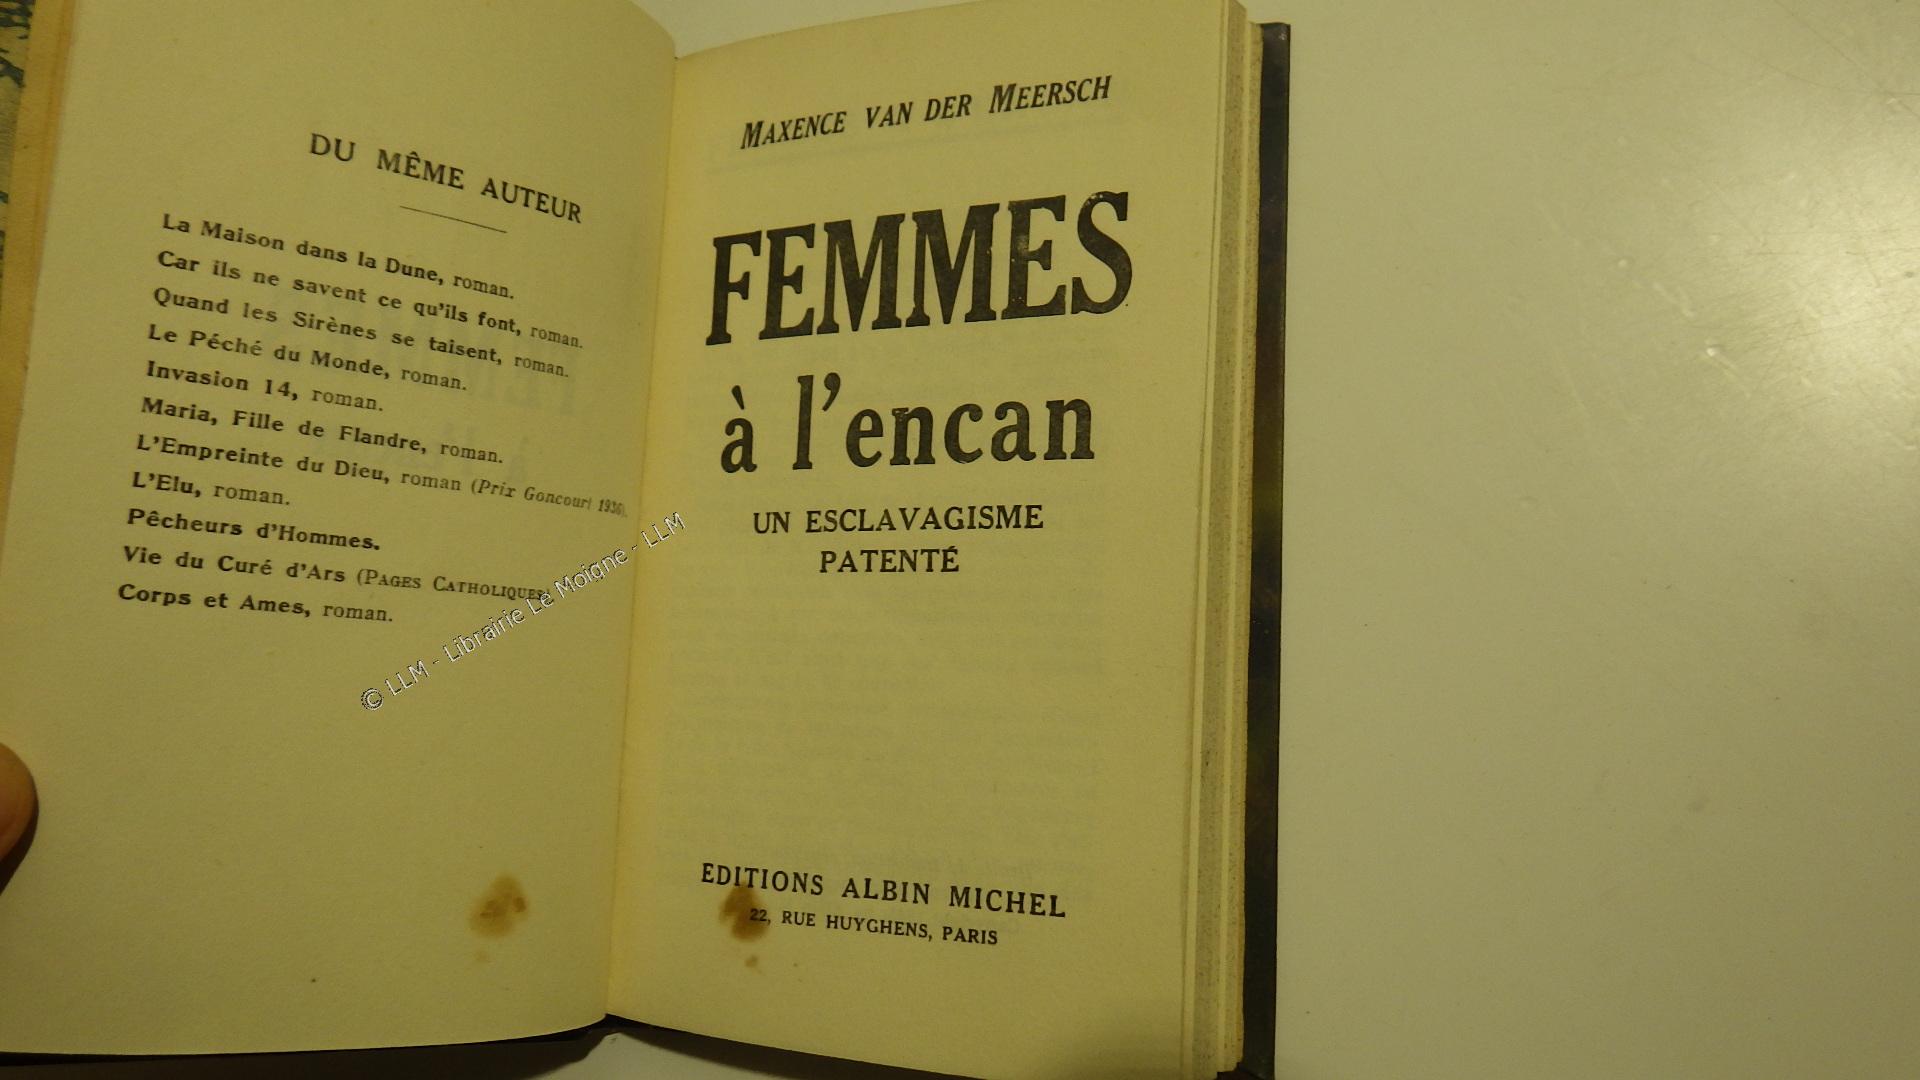 DU MÊME AUTEUR
La Maison dans la Dune, roman.
Car ils ne savent ce qu'ils font, roman.
Quand les Sirènes se taisent, roman.
Le Péché du Monde, roman.
Invasion 14, roman.
Maria, Fille de Flandre, roman.
L'Empreinte du Dieu, roman (Prix Goncourt 1936).
L'Elu, roman.
Pêcheurs d'Hommes.
Vie du Curé d'Ars (PAGES CATHOLIQUES)
Corps et Ames, roman.
© LLM - Librairie Le Moigne - LLM
MAXENCE VAN DER MEERSCH
FEMMES
à l'encan
UN ESCLAVAGISME
PATENTÉ
EDITIONS ALBIN MICHEL
22, RUE HUYGHENS, PARIS